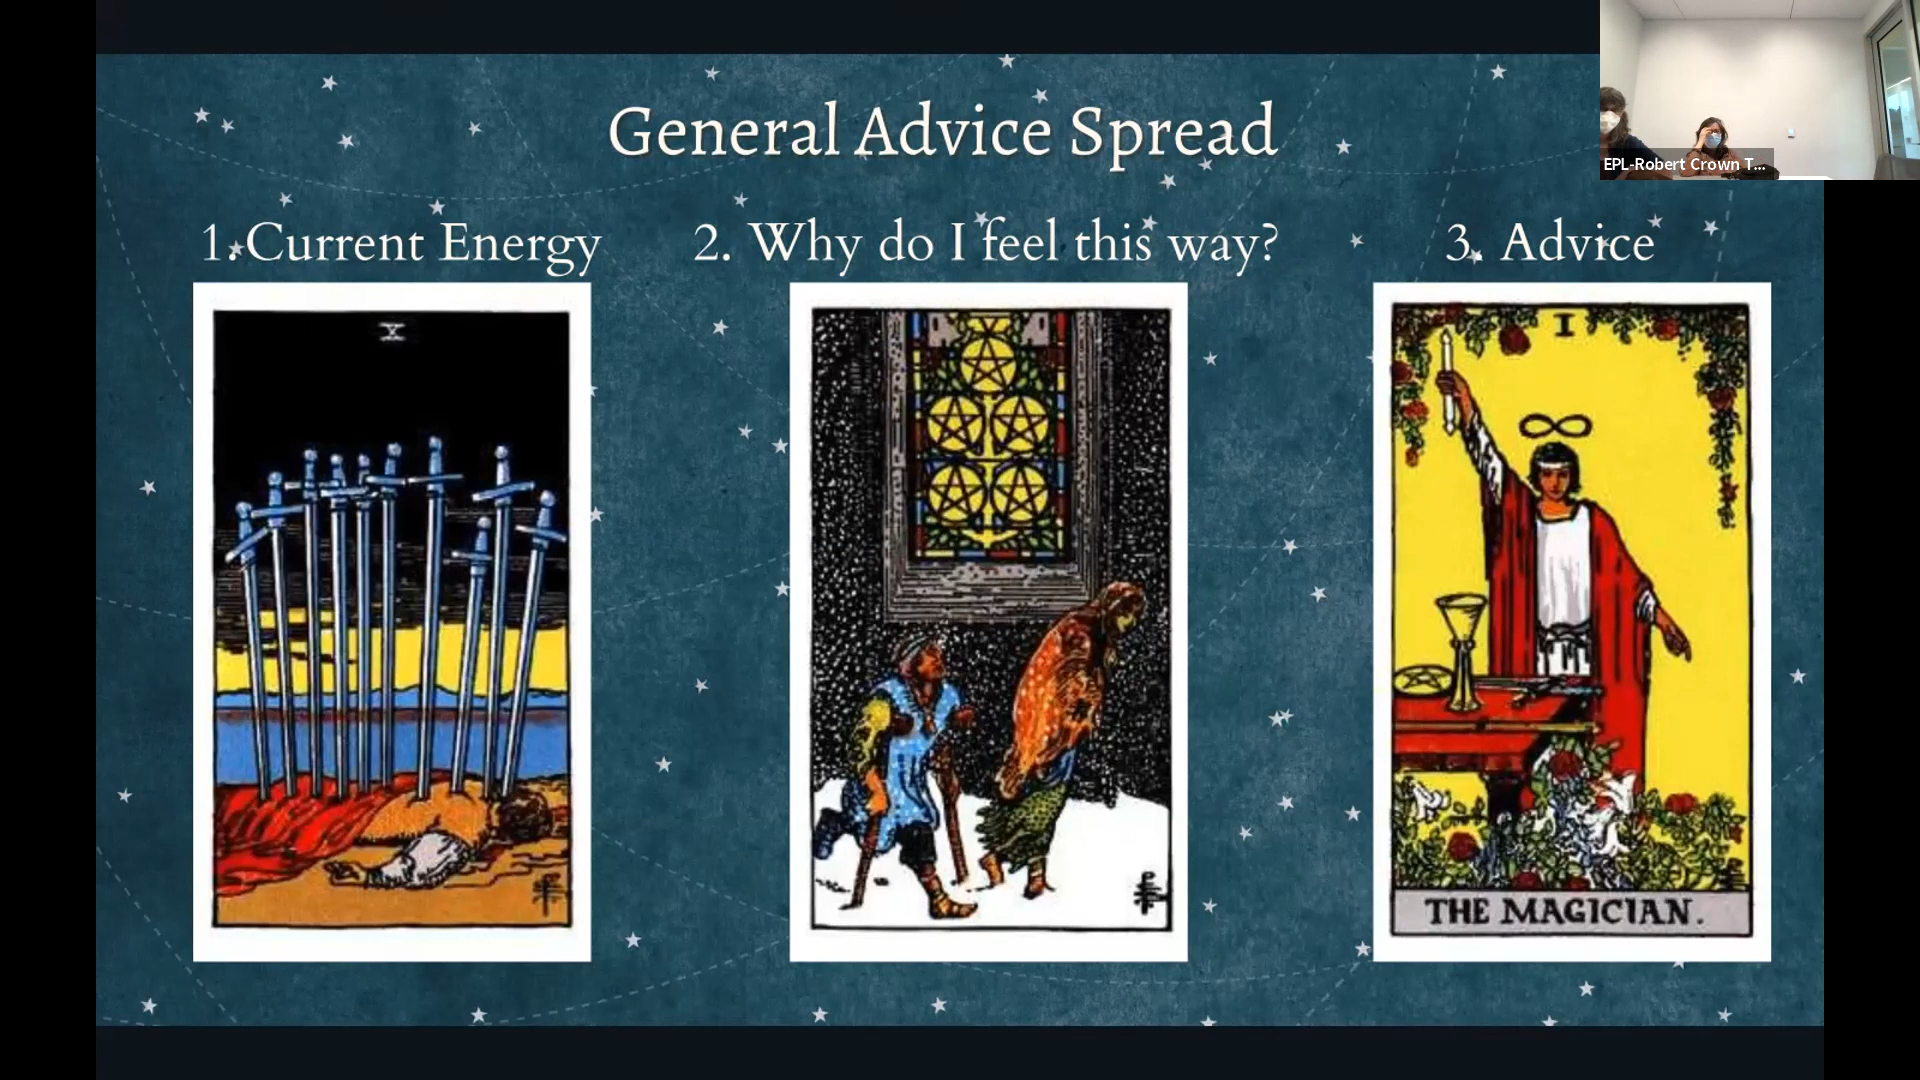 General Advice Spread
EPL-Robert Crown T...
1. Current Energy
2. Why do I feel this way?
3. Advice
X
I
THE MAGICIAN.